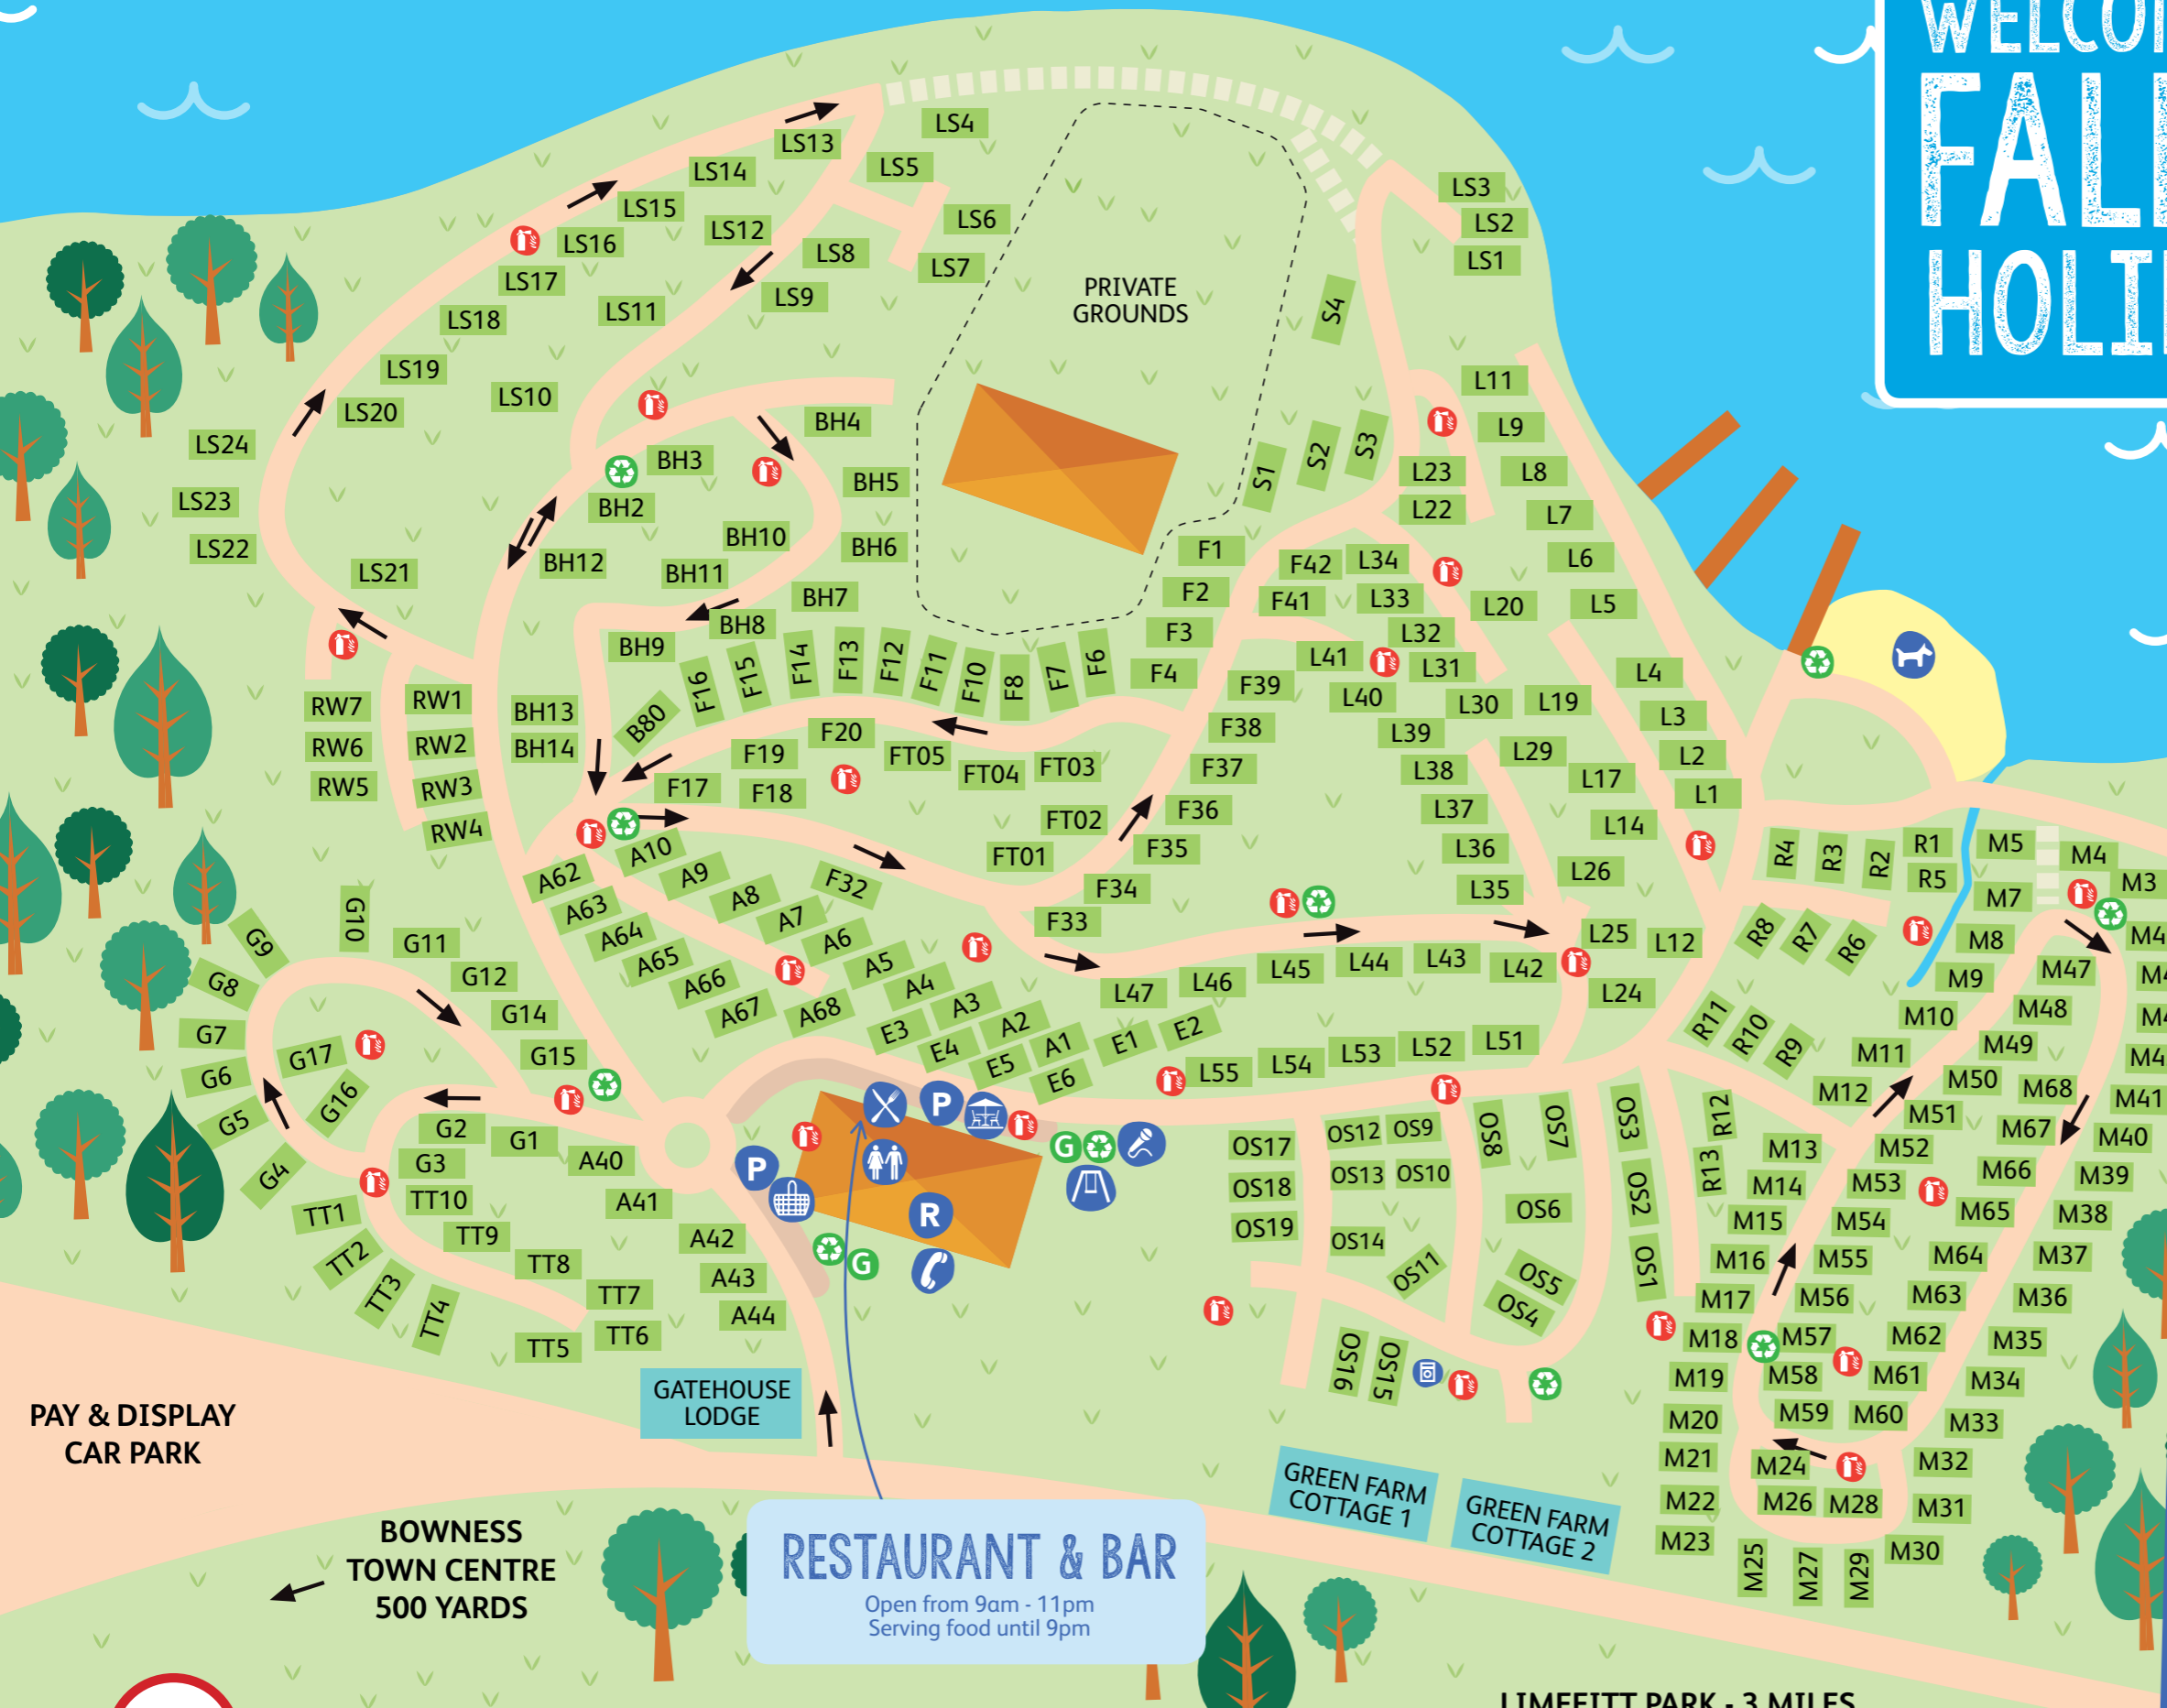 WELCO
FALL
HOLI
LS4
LS13
LS5
LS14
LS3
LS15
LS2
LS12
LS6
LS16
LS8
LS1
LS7
LS17
PRIVATE
GROUNDS
LS9
LS11
S4
LS18
LS19
L11
LS10
LS20
BH4
L9
LS24
S3
S2
BH3
L23
L8
S1
BH5
LS23
BH2
L22
L7
BH10
LS22
BH6
F1
F42
L34
L6
BH12
LS21
BH11
F2
BH7
F41
L33
L20
L5
BH8
F3
L32
BH9
F16
F15
F14
F13
F12
F11
F10
F8
F7
F6
F4
L41
L31
L4
F39
RW7
RW1
BH13
B80
L40
L30
L19
L3
F20
F38
L39
RW6
RW2
BH14
F19
FT05
FT04
FT03
L29
L2
RW5
RW3
F17
F18
F37
L38
L17
L1
FT02
F36
L37
RW4
L14
A10
FT01
F35
L36
R4
R3
R2
R1
M5
M4
A62
A9
F32
F34
L35
L26
R5
M3
A63
A8
M7
G10
A64
A7
F33
L25
L12
R8
R7
R6
M8
M4
G9
G11
A65
A6
G12
A66
A5
L47
L46
L45
L44
L43
L42
L24
M9
M47
G8
G14
A67
A68
A4
A3
E3
A2
E4
A1
E1
E2
R11
R10
R9
M10
M48
G7
G17
G15
E5
E6
L55
L54
L53
L52
L51
M11
M49
G6
G16
M12
M50
M68
M41
G5
G2
G1
P
OS17
OS12
OS9
OS8
OS7
OS3
R12
M51
M67
M40
G3
A40
G
P
OS13
OS10
R13
M13
M52
M66
M39
G4
TT10
A41
OS18
OS2
M14
M53
TT1
TT9
R
OS19
OS6
M15
M54
M65
M38
TT2
A42
OS14
TT8
G
A43
OS11
OS5
OS1
M16
M55
M64
M37
TT3
TT7
A44
OS4
M17
M56
M63
M36
TT4
TT6
TT5
M18
M57
M62
M35
OS16
OS15
M19
M58
M61
M34
GATEHOUSE
LODGE
PAY & DISPLAY
CAR PARK
M20
M59
M60
M33
M21
M24
M32
GREEN FARM
COTTAGE 1
GREEN FARM
COTTAGE 2
M22
M26
M28
M31
M23
M25
M27
M29
M30
BOWNESS
TOWN CENTRE
500 YARDS
RESTAURANT & BAR
Open from 9am - 11pm
Serving food until 9pm
LIMEFITT PARK - 3 MILES